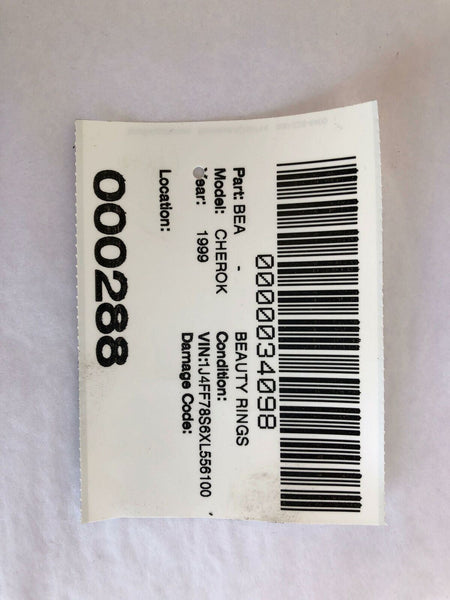 0000034098
Part: BEA - BEAUTY RINGS
Model: CHEROK Condition:
Year: 1999 VIN:1J4FF78S6XL556100
Damage Code:
Location:
000288